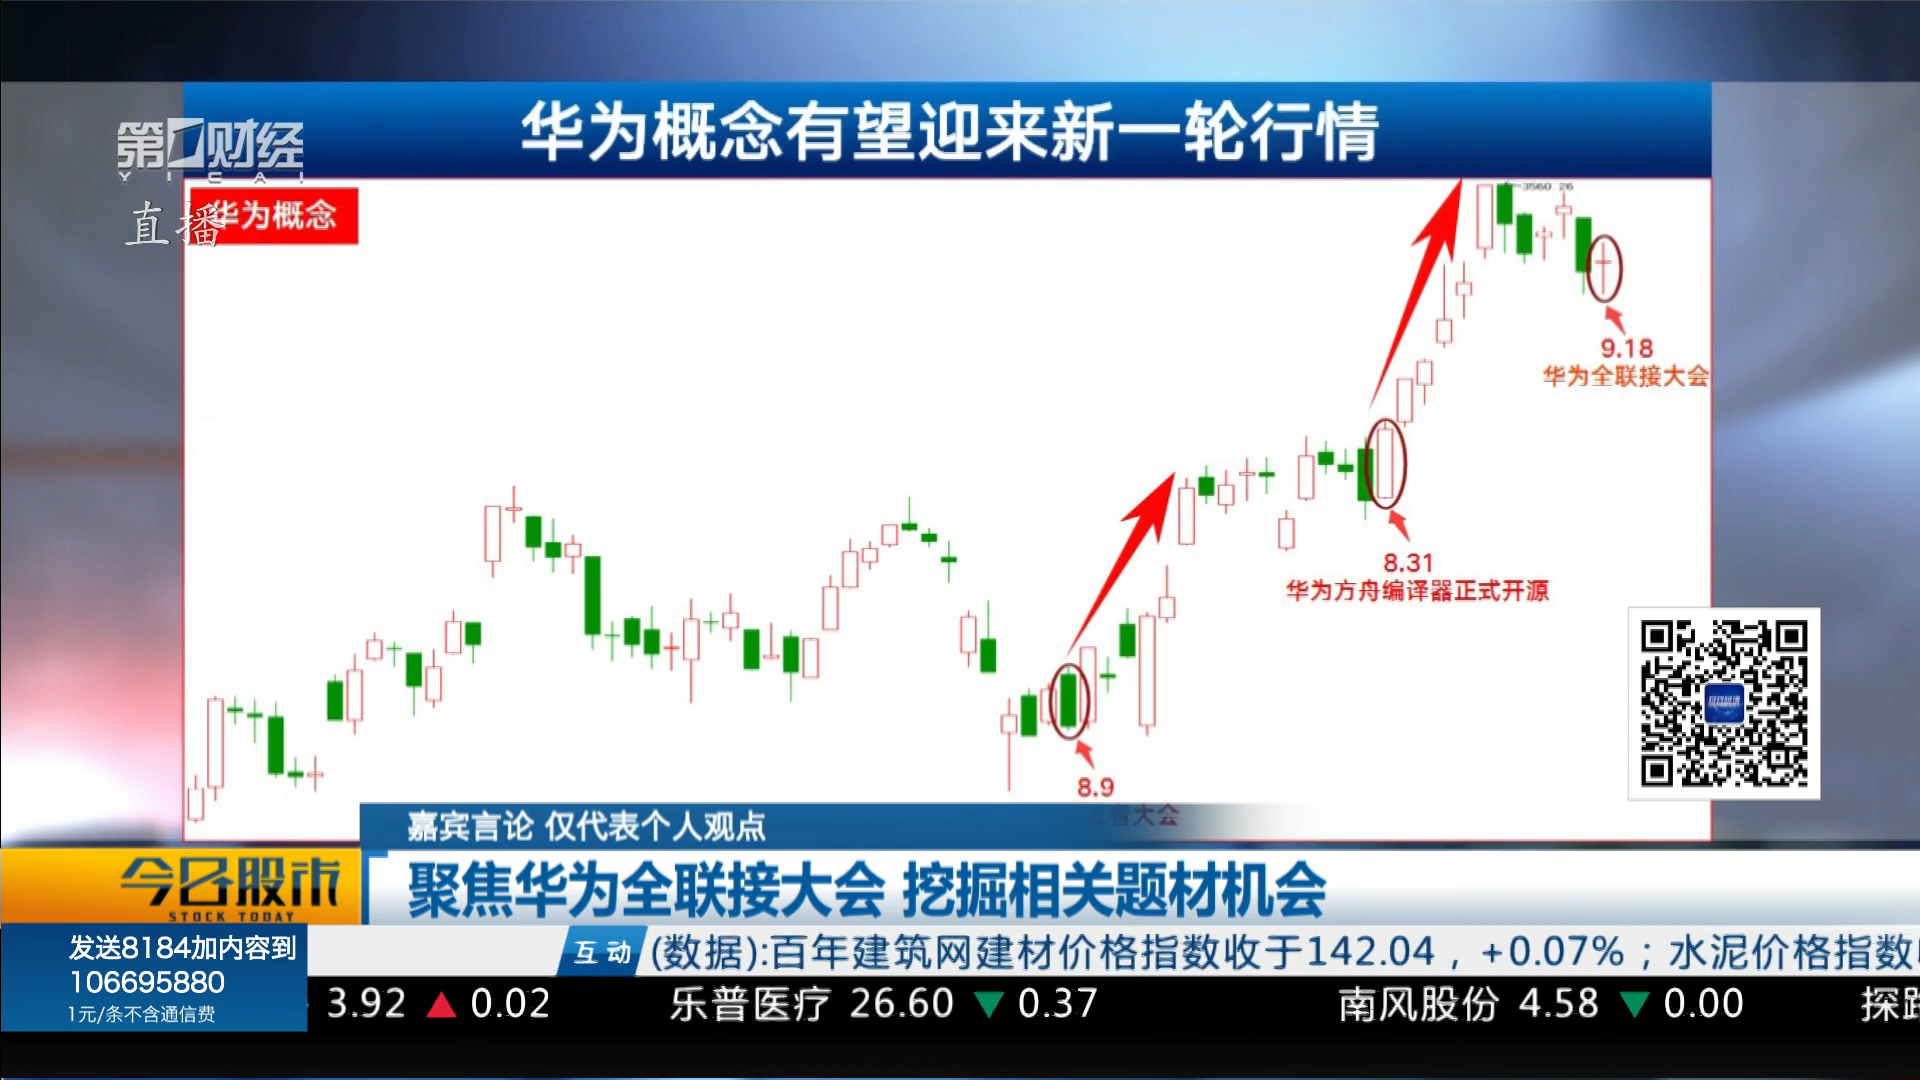 华为概念有望迎来新一轮行情
第一财经
YICAI
直播
华为概念
3560.26
9.18
华为全联接大会
8.31
华为方舟编译器正式开源
8.9
大会
嘉宾言论 仅代表个人观点
今日股市
STOCK TODAY
聚焦华为全联接大会 挖掘相关题材机会
发送8184加内容到
106695880
1元/条不含通信费
互动
(数据):百年建筑网建材价格指数收于142.04，+0.07%；水泥价格指数
3.92 ▲ 0.02 乐普医疗 26.60 ▼ 0.37 南风股份 4.58 ▼ 0.00 探